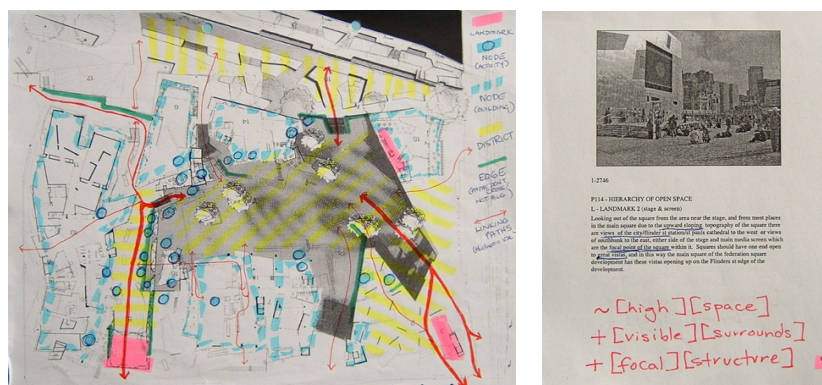 LANDMARK
NODE
(ACTIVITY)
NODE
(BUILDING)
DISTRICT
EDGE
LINKING
PATHS
1-2746
P114 - HIERARCHY OF OPEN SPACE
L - LANDMARK 2 (stage & screen)
Looking out of the square from the area near the stage, and from most places
in the main square due to the upward sloping topography of the square there
are views of the city/flinder st station/st pauls cathedral to the west or views
of southbank to the east, either side of the stage and main media screen which
are the focal point of the square within it. Squares should have one end open
to great vistas, and in this way the main square of the federation square
development has these vistas opening up on the Flinders st edge of the
development.
~ [high] [space]
+ [visible] [surrounds]
+ [focal] [structure]